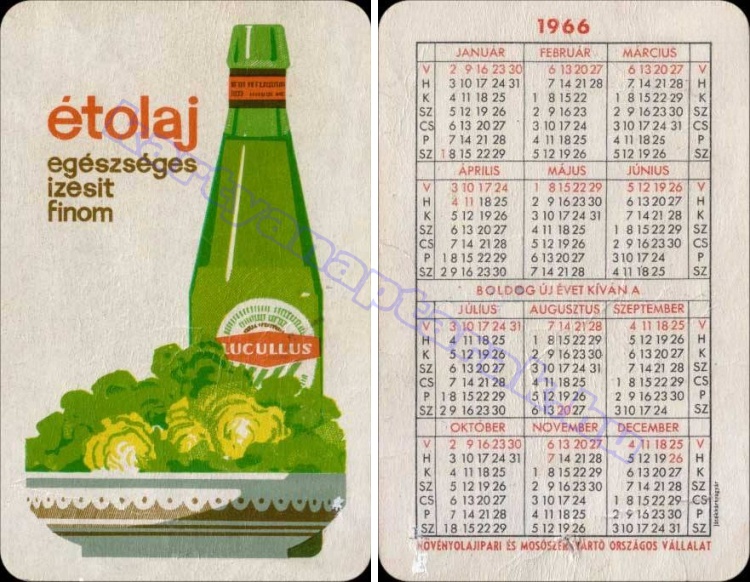 étolaj
egészséges
izesit
finom
LUCULLUS
1966
JANUÁR FEBRUÁR MÁRCIUS
V 2 9 16 23 30 6 13 20 27 6 13 20 27 V
H 3 10 17 24 31 7 14 21 28 7 14 21 28 H
K 4 11 18 25 1 8 15 22 1 8 15 22 29 K
SZ 5 12 19 26 2 9 16 23 2 9 16 23 30 SZ
CS 6 13 20 27 3 10 17 24 3 10 17 24 31 CS
P 7 14 21 28 4 11 18 25 4 11 18 25 P
SZ 1 8 15 22 29 5 12 19 26 5 12 19 26 SZ
ÁPRILIS MÁJUS JÚNIUS
V 3 10 17 24 1 8 15 22 29 5 12 19 26 V
H 4 11 18 25 2 9 16 23 30 6 13 20 27 H
K 5 12 19 26 3 10 17 24 31 7 14 21 28 K
SZ 6 13 20 27 4 11 18 25 1 8 15 22 29 SZ
CS 7 14 21 28 5 12 19 26 2 9 16 23 30 CS
P 1 8 15 22 29 6 13 20 27 3 10 17 24 P
SZ 2 9 16 23 30 7 14 21 28 4 11 18 25 SZ
BOLDOG ÚJ ÉVET KÍVÁN A
JÚLIUS AUGUSZTUS SZEPTEMBER
V 3 10 17 24 31 7 14 21 28 4 11 18 25 V
H 4 11 18 25 1 8 15 22 29 5 12 19 26 H
K 5 12 19 26 2 9 16 23 30 6 13 20 27 K
SZ 6 13 20 27 3 10 17 24 31 7 14 21 28 SZ
CS 7 14 21 28 4 11 18 25 1 8 15 22 29 CS
P 1 8 15 22 29 5 12 19 26 2 9 16 23 30 P
SZ 2 9 16 23 30 6 13 20 27 3 10 17 24 SZ
OKTÓBER NOVEMBER DECEMBER
V 2 9 16 23 30 6 13 20 27 4 11 18 25 V
H 3 10 17 24 31 7 14 21 28 5 12 19 26 H
K 4 11 18 25 1 8 15 22 29 6 13 20 27 K
SZ 5 12 19 26 2 9 16 23 30 7 14 21 28 SZ
CS 6 13 20 27 3 10 17 24 1 8 15 22 29 CS
P 7 14 21 28 4 11 18 25 2 9 16 23 30 P
SZ 1 8 15 22 29 5 12 19 26 3 10 17 24 31 SZ
NÖVÉNYOLAJIPARI ÉS MOSÓSZERGYÁRTÓ ORSZÁGOS VÁLLALAT
Játékkártyagyár
kartyanaptarak.hu